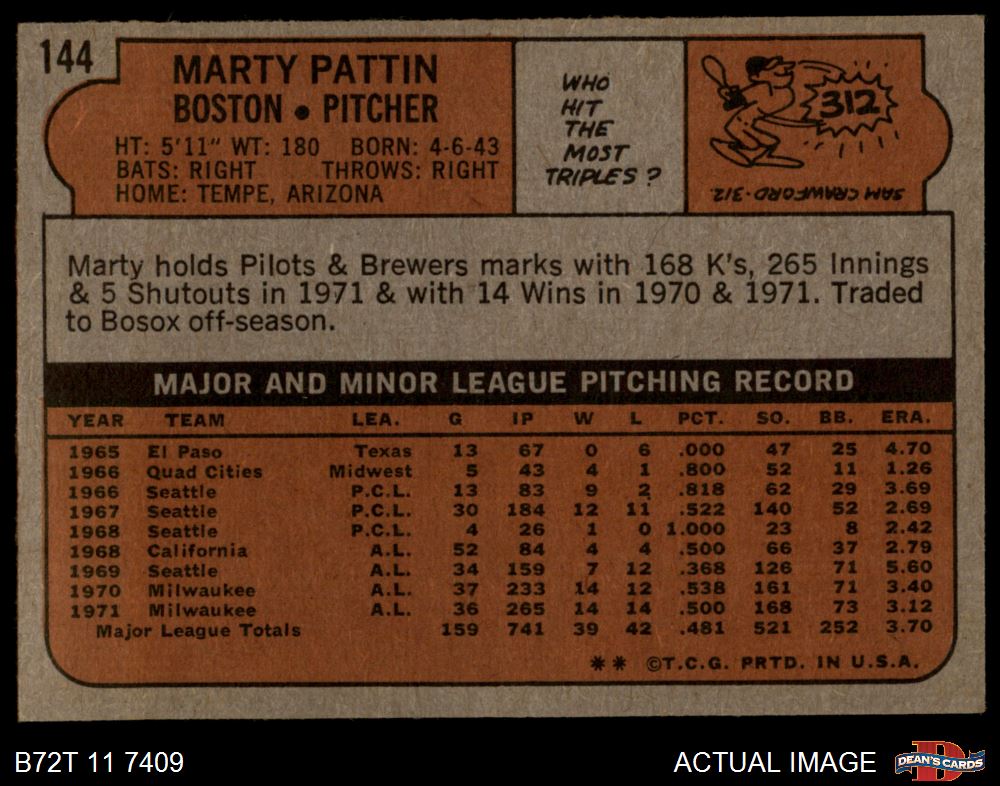 144
MARTY PATTIN
BOSTON • PITCHER
HT: 5'11" WT: 180 BORN: 4-6-43
BATS: RIGHT THROWS: RIGHT
HOME: TEMPE, ARIZONA
WHO
HIT
THE
MOST
TRIPLES?
312
SAM CRAWFORD-312.
Marty holds Pilots & Brewers marks with 168 K's, 265 Innings
& 5 Shutouts in 1971 & with 14 Wins in 1970 & 1971. Traded
to Bosox off-season.
MAJOR AND MINOR LEAGUE PITCHING RECORD
YEAR TEAM LEA. G IP W L PCT. SO. BB. ERA.
1965 El Paso Texas 13 67 0 6 .000 47 25 4.70
1966 Quad Cities Midwest 5 43 4 1 .800 52 11 1.26
1966 Seattle P.C.L. 13 83 9 2 .818 62 29 3.69
1967 Seattle P.C.L. 30 184 12 11 .522 140 52 2.69
1968 Seattle P.C.L. 4 26 1 0 1.000 23 8 2.42
1968 California A.L. 52 84 4 4 .500 66 37 2.79
1969 Seattle A.L. 34 159 7 12 .368 126 71 5.60
1970 Milwaukee A.L. 37 233 14 12 .538 161 71 3.40
1971 Milwaukee A.L. 36 265 14 14 .500 168 73 3.12
Major League Totals 159 741 39 42 .481 521 252 3.70
** ©T.C.G. PRTD. IN U.S.A.
B72T 11 7409
ACTUAL IMAGE
D
DEAN'S CARDS